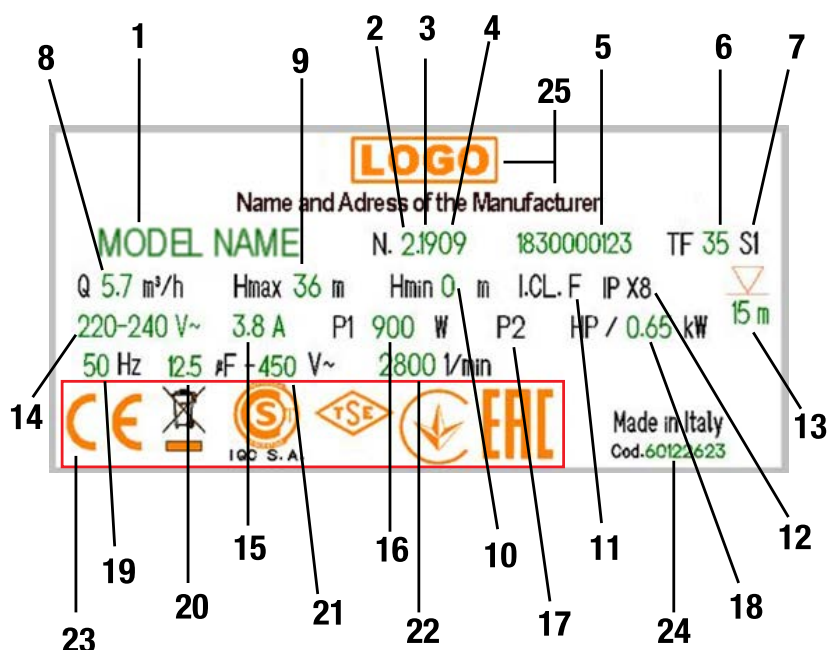 1 2 3 4 5 6 7
8 9 25
LOGO
Name and Adress of the Manufacturer
MODEL NAME N. 2.1909 1830000123 TF 35 S1
Q 5.7 m³/h Hmax 36 m Hmin 0 m I.CL. F IP X8
220-240 V~ 3.8 A P1 900 W P2 HP / 0.65 kW 15 m
50 Hz 12.5 µF - 450 V~ 2800 1/min
CE CS TSE EAC Made in Italy
IQC S.A. Cod.60122623
14 13
15 16 10 11 12
19 20 21 22 17 18
23 24